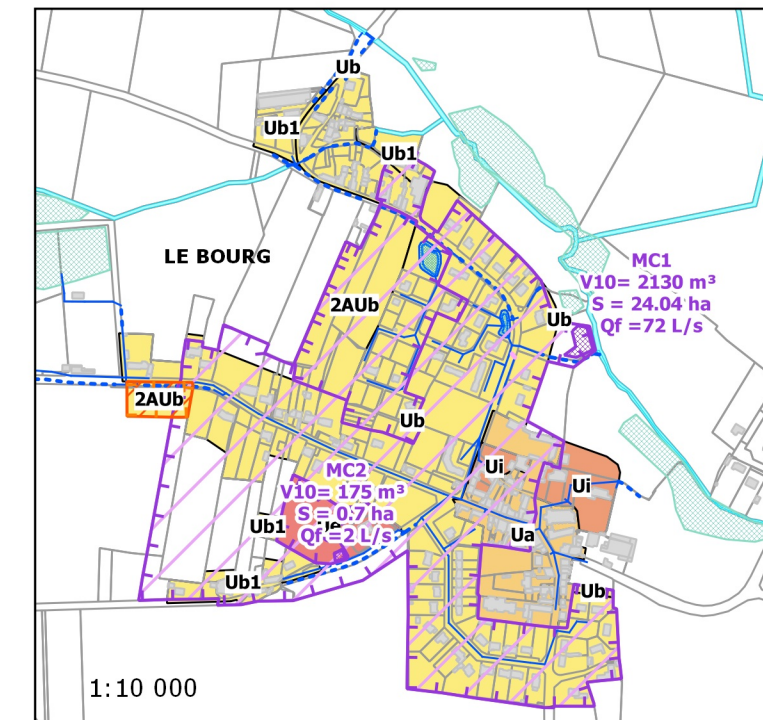 Ub
Ub1
Ub1
LE BOURG
MC1
V10= 2130 m³
S = 24.04 ha
Qf =72 L/s
2AUb
Ub
2AUb
Ub
MC2
V10= 175 m³
S = 0.7 ha
Qf =2 L/s
Ui
Ui
Ub1
Ue
Ua
Ub1
Ub
1:10 000